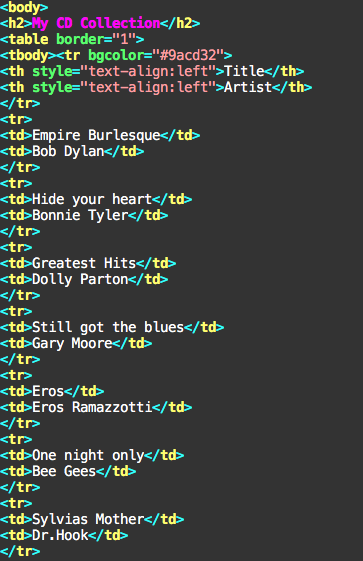 <body>
<h2>My CD Collection</h2>
<table border="1">
<tbody><tr bgcolor="#9acd32">
<th style="text-align:left">Title</th>
<th style="text-align:left">Artist</th>
</tr>
<tr>
<td>Empire Burlesque</td>
<td>Bob Dylan</td>
</tr>
<tr>
<td>Hide your heart</td>
<td>Bonnie Tyler</td>
</tr>
<tr>
<td>Greatest Hits</td>
<td>Dolly Parton</td>
</tr>
<tr>
<td>Still got the blues</td>
<td>Gary Moore</td>
</tr>
<tr>
<td>Eros</td>
<td>Eros Ramazzotti</td>
</tr>
<tr>
<td>One night only</td>
<td>Bee Gees</td>
</tr>
<tr>
<td>Sylvias Mother</td>
<td>Dr.Hook</td>
</tr>